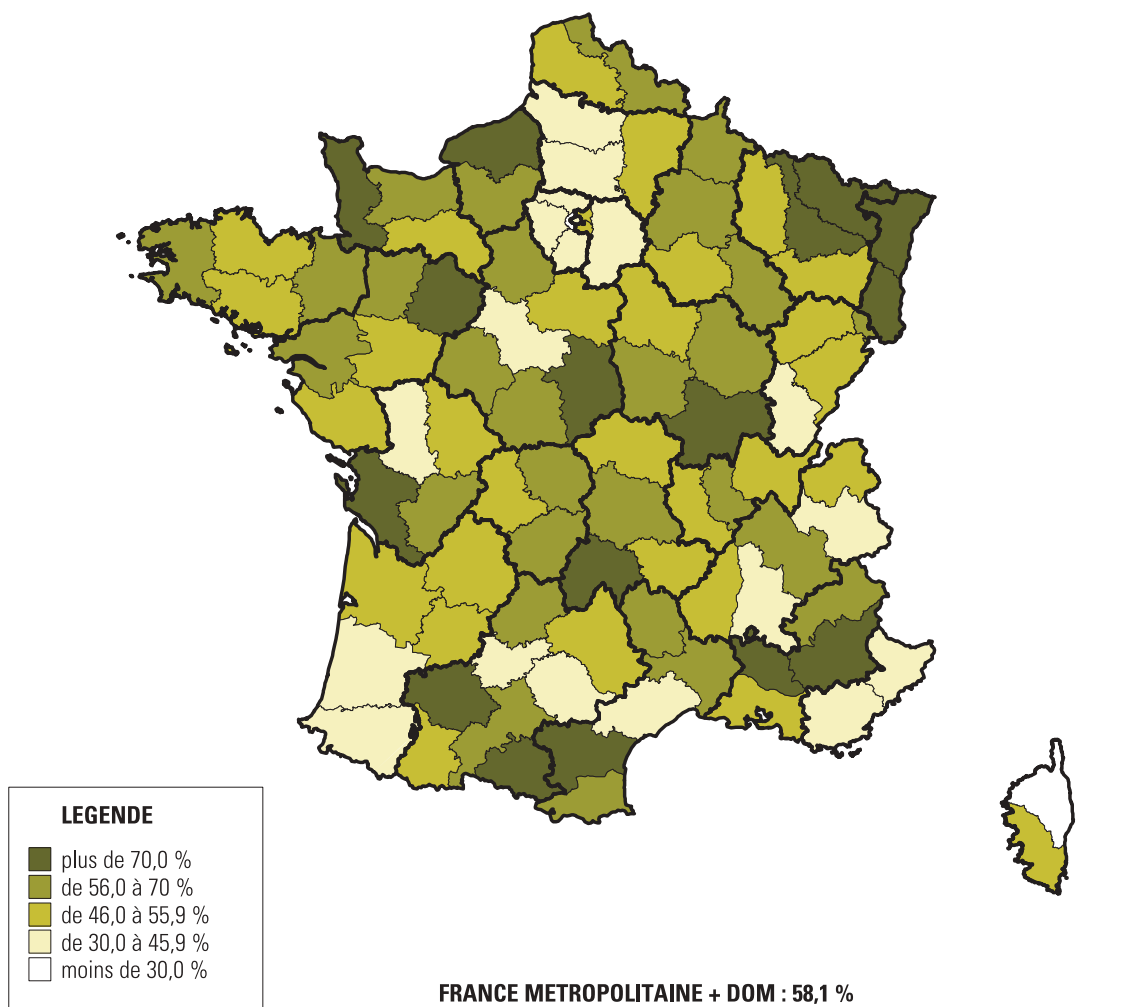 LEGENDE
plus de 70,0 %
de 56,0 à 70 %
de 46,0 à 55,9 %
de 30,0 à 45,9 %
moins de 30,0 %
FRANCE METROPOLITAINE + DOM : 58,1 %